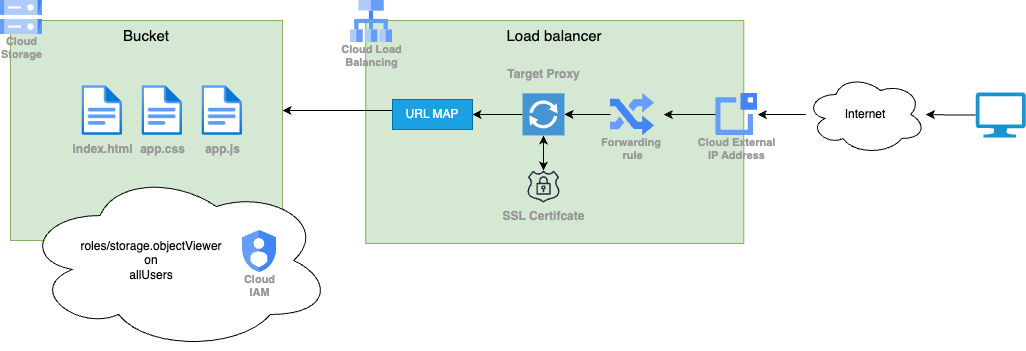 Cloud
Storage
Bucket
index.html
app.css
app.js
roles/storage.objectViewer
on
allUsers
Cloud
IAM
Cloud Load
Balancing
Load balancer
Target Proxy
URL MAP
SSL Certifcate
Forwarding
rule
Cloud External
IP Address
Internet